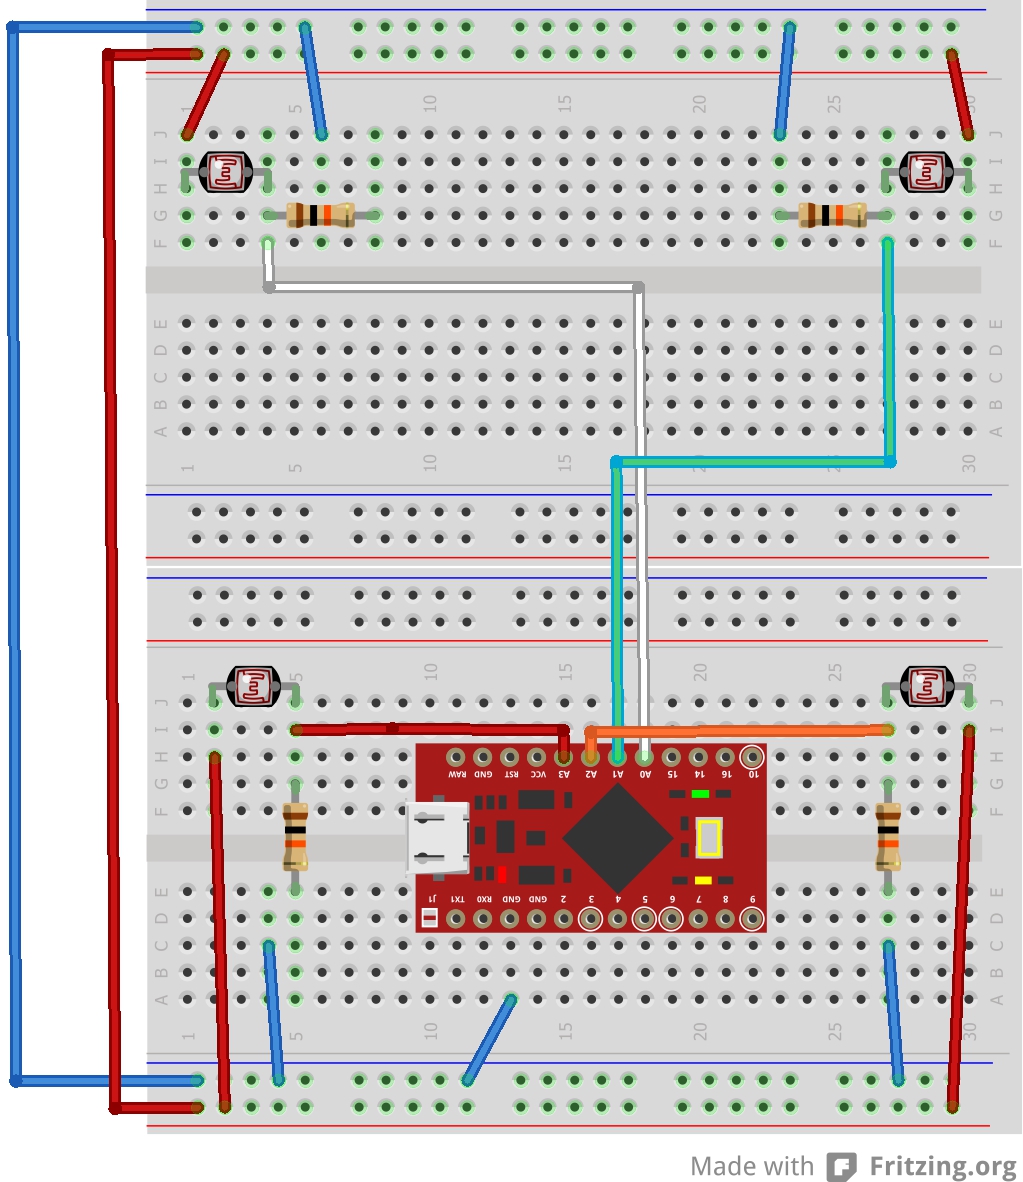 1 5 10 15 20 25 30
J J
I I
H H
G G
F F
E E
D D
C C
B B
A A
1 5 10 15 20 25 30
1 5 10 15 20 25 30
J J
I I
H H
G G
F F
RAW GND RST VCC A3 A2 A1 A0 15 14 16 10
J1 TX1 RX0 GND GND 2 3 4 5 6 7 8 9
E E
D D
C C
B B
A A
1 5 10 15 20 25 30
Made with Fritzing.org